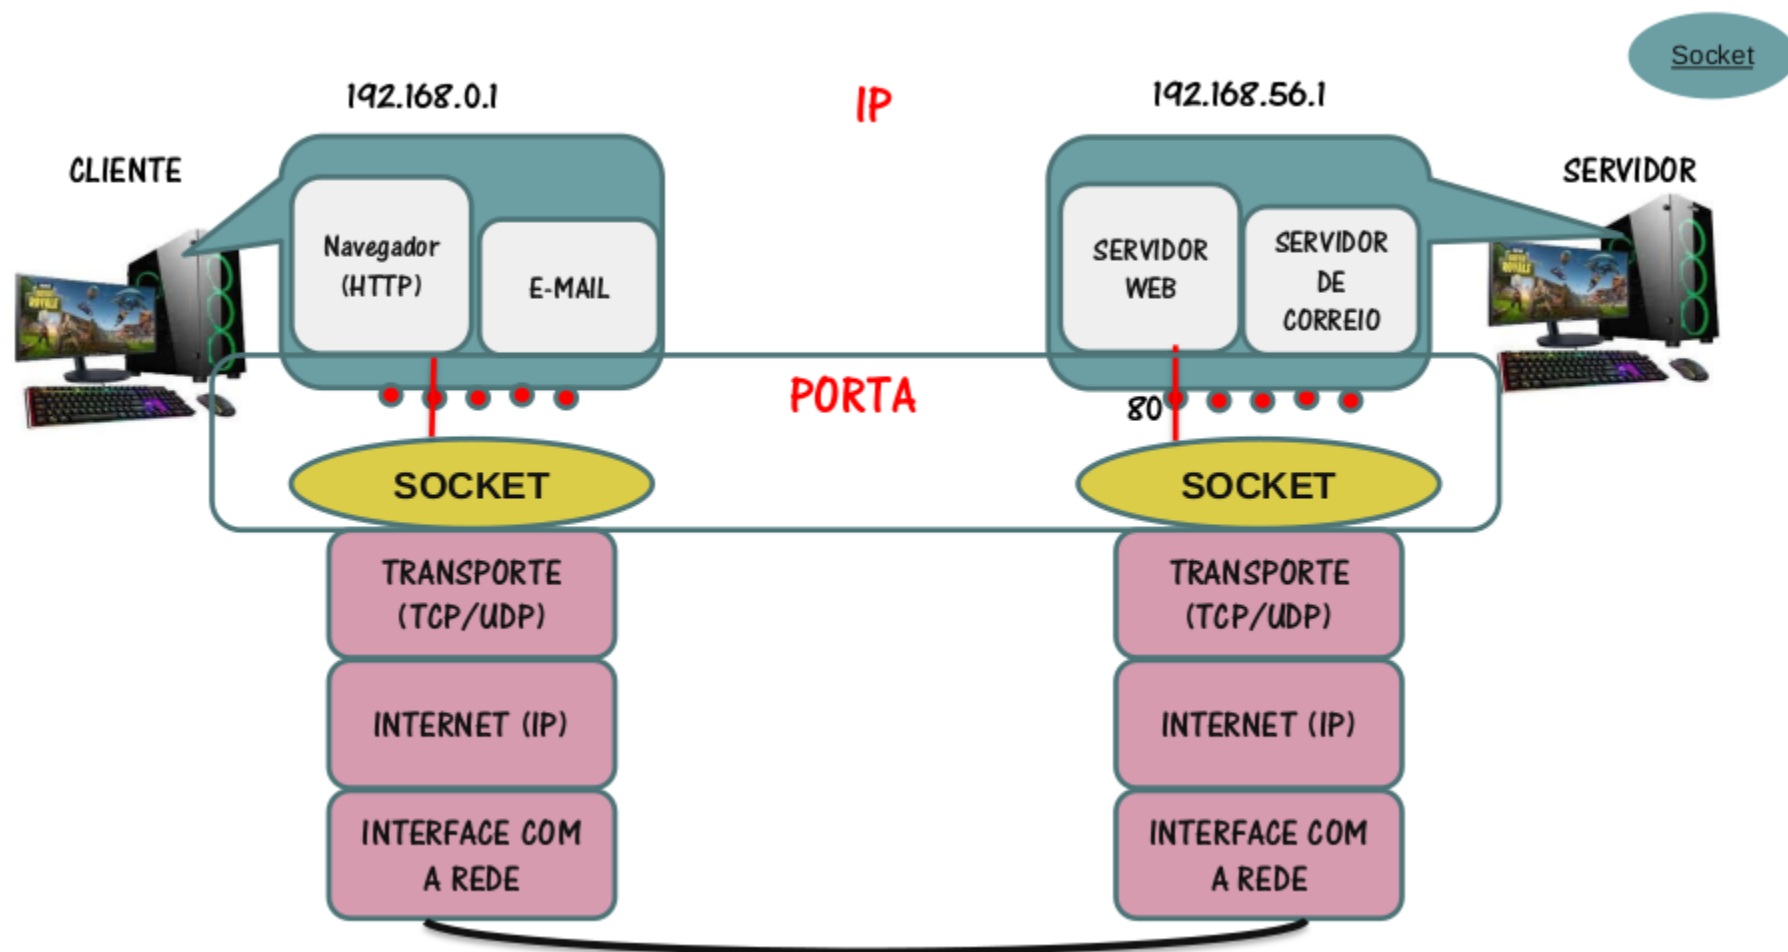 Socket
192.168.0.1
IP
192.168.56.1
CLIENTE
SERVIDOR
Navegador
(HTTP)
E-MAIL
SERVIDOR
WEB
SERVIDOR
DE
CORREIO
PORTA
80
SOCKET
SOCKET
TRANSPORTE
(TCP/UDP)
TRANSPORTE
(TCP/UDP)
INTERNET (IP)
INTERNET (IP)
INTERFACE COM
A REDE
INTERFACE COM
A REDE